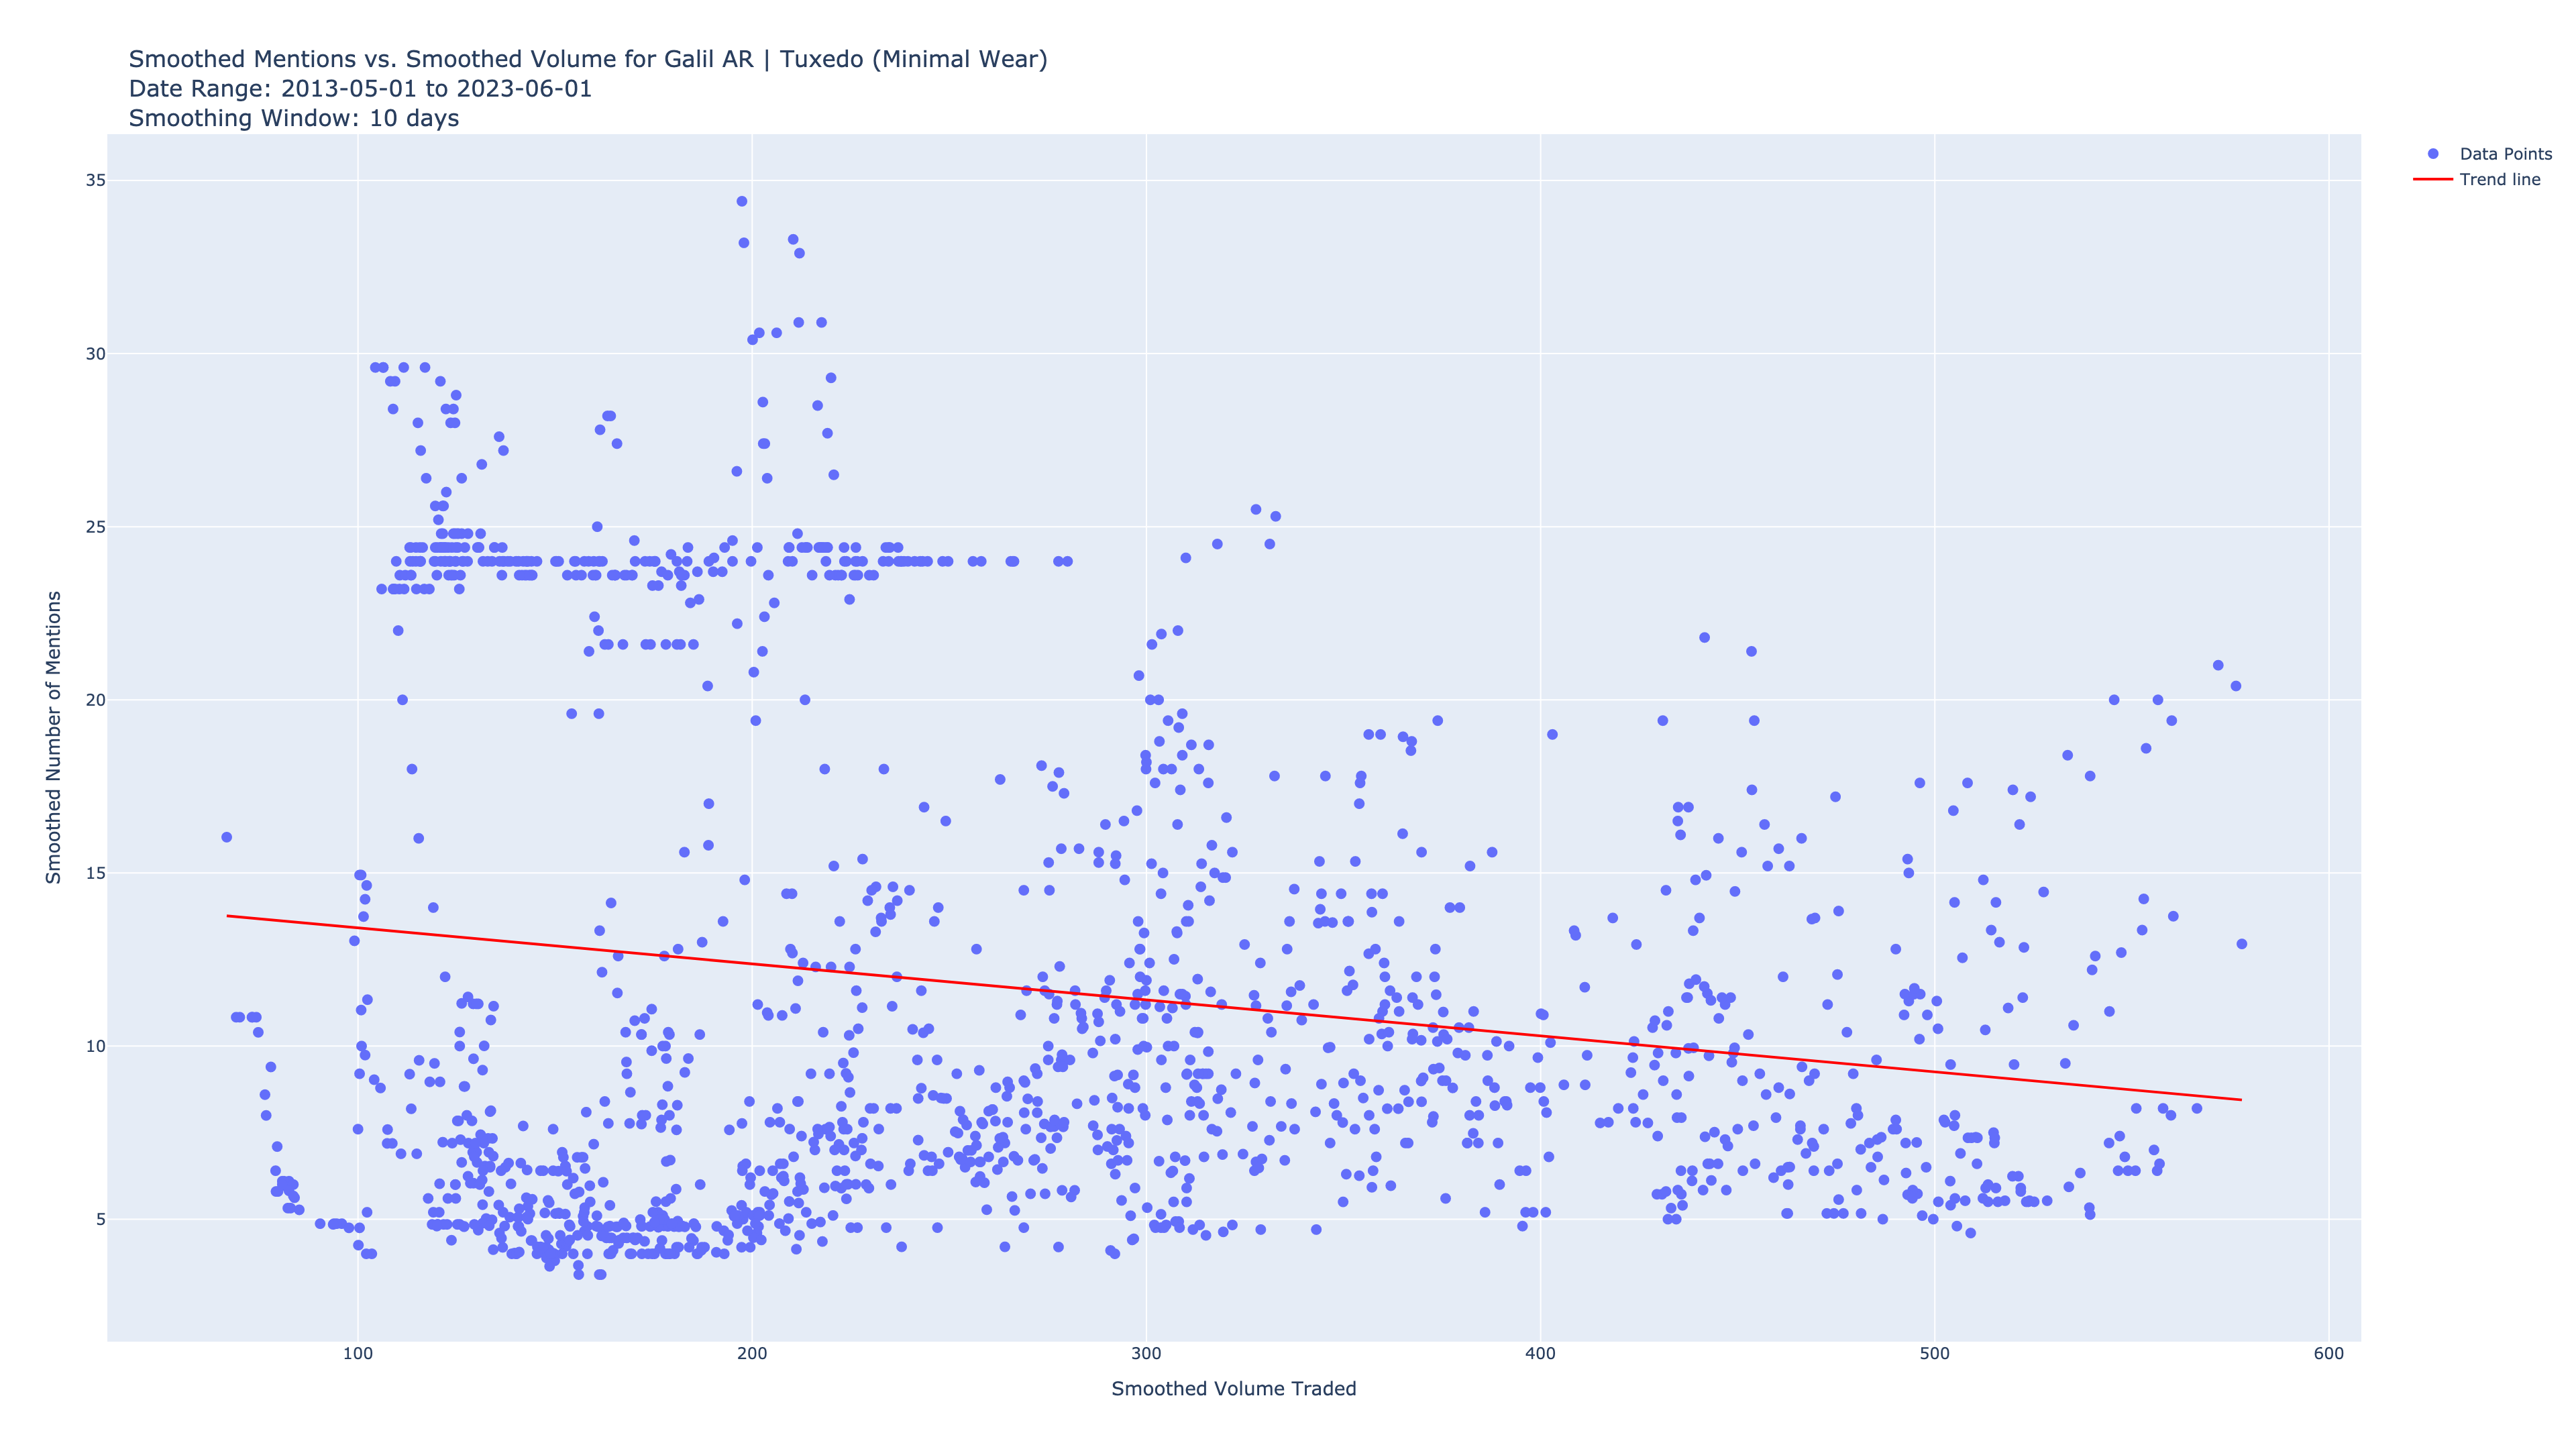 Smoothed Mentions vs. Smoothed Volume for Galil AR | Tuxedo (Minimal Wear)
Date Range: 2013-05-01 to 2023-06-01
Smoothing Window: 10 days
Data Points
Trend line
35
30
25
20
15
10
5
Smoothed Number of Mentions
100
200
300
400
500
600
Smoothed Volume Traded